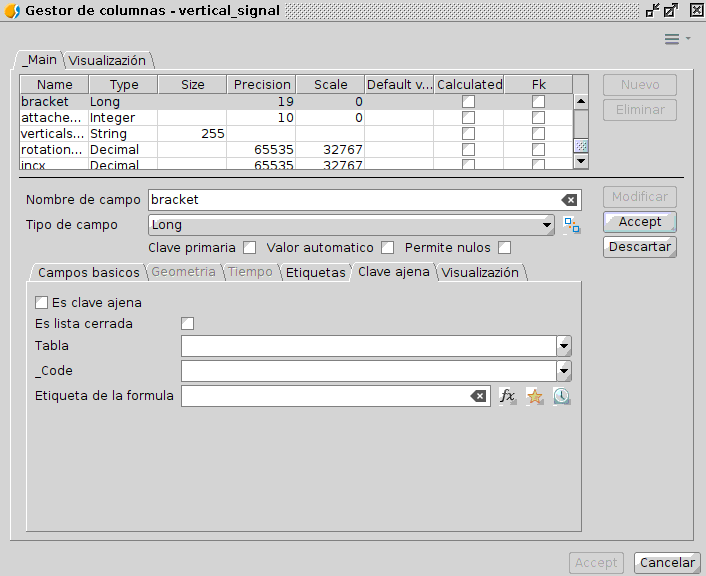 Gestor de columnas - vertical_signal
_Main Visualización
Name Type Size Precision Scale Default v... Calculated Fk
bracket Long 19 0
attache... Integer 10 0
verticals... String 255
rotation... Decimal 65535 32767
incx Decimal 65535 32767
Nuevo
Eliminar
Nombre de campo bracket
Modificar
Tipo de campo Long
Accept
Clave primaria Valor automatico Permite nulos
Descartar
Campos basicos Geometria Tiempo Etiquetas Clave ajena Visualización
Es clave ajena
Es lista cerrada
Tabla
_Code
Etiqueta de la formula fx
Accept Cancelar